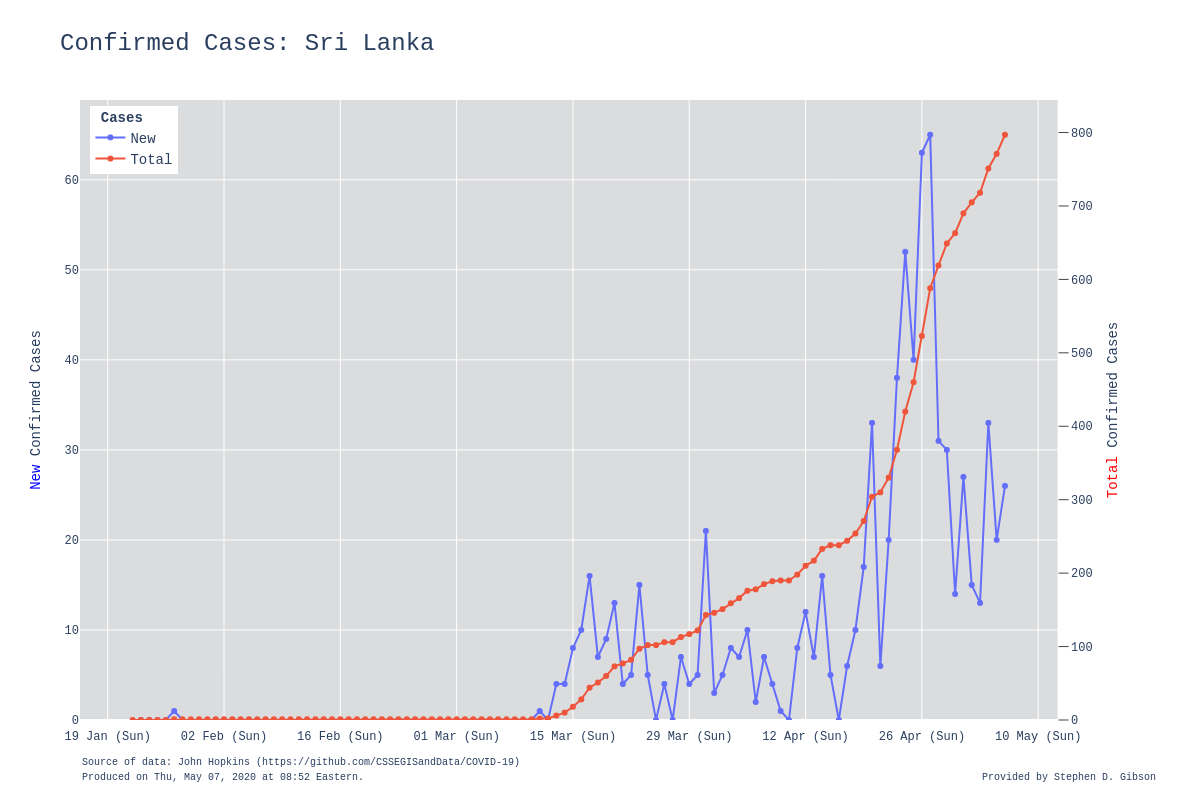 Confirmed Cases: Sri Lanka
Cases
New
Total
60
50
40
30
20
10
0
800
700
600
500
400
300
200
100
0
New Confirmed Cases
Total Confirmed Cases
19 Jan (Sun) 02 Feb (Sun) 16 Feb (Sun) 01 Mar (Sun) 15 Mar (Sun) 29 Mar (Sun) 12 Apr (Sun) 26 Apr (Sun) 10 May (Sun)
Source of data: John Hopkins (https://github.com/CSSEGISandData/COVID-19)
Produced on Thu, May 07, 2020 at 08:52 Eastern.
Provided by Stephen D. Gibson